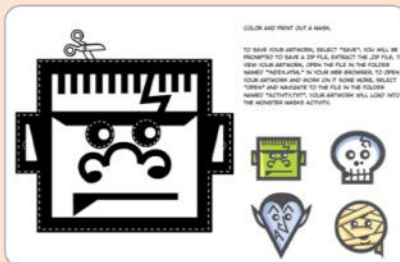 COLOR AND PRINT OUT A MASK.
TO SAVE YOUR ARTWORK, SELECT "SAVE". YOU WILL BE
PROMPTED TO SAVE A ZIP FILE. EXTRACT THE .ZIP FILE. T
VIEW YOUR ARTWORK, OPEN THE FILE IN THE FOLDER
NAMED "INDEX.HTML" IN YOUR WEB BROWSER. TO OPEN
YOUR ARTWORK AND WORK ON IT SOME MORE, SELECT
"OPEN" AND NAVIGATE TO THE FILE IN THE FOLDER
NAMED "ACTIVITY.TXT". YOUR ARTWORK WILL LOAD INTO
THE MONSTER MASKS ACTIVITY.